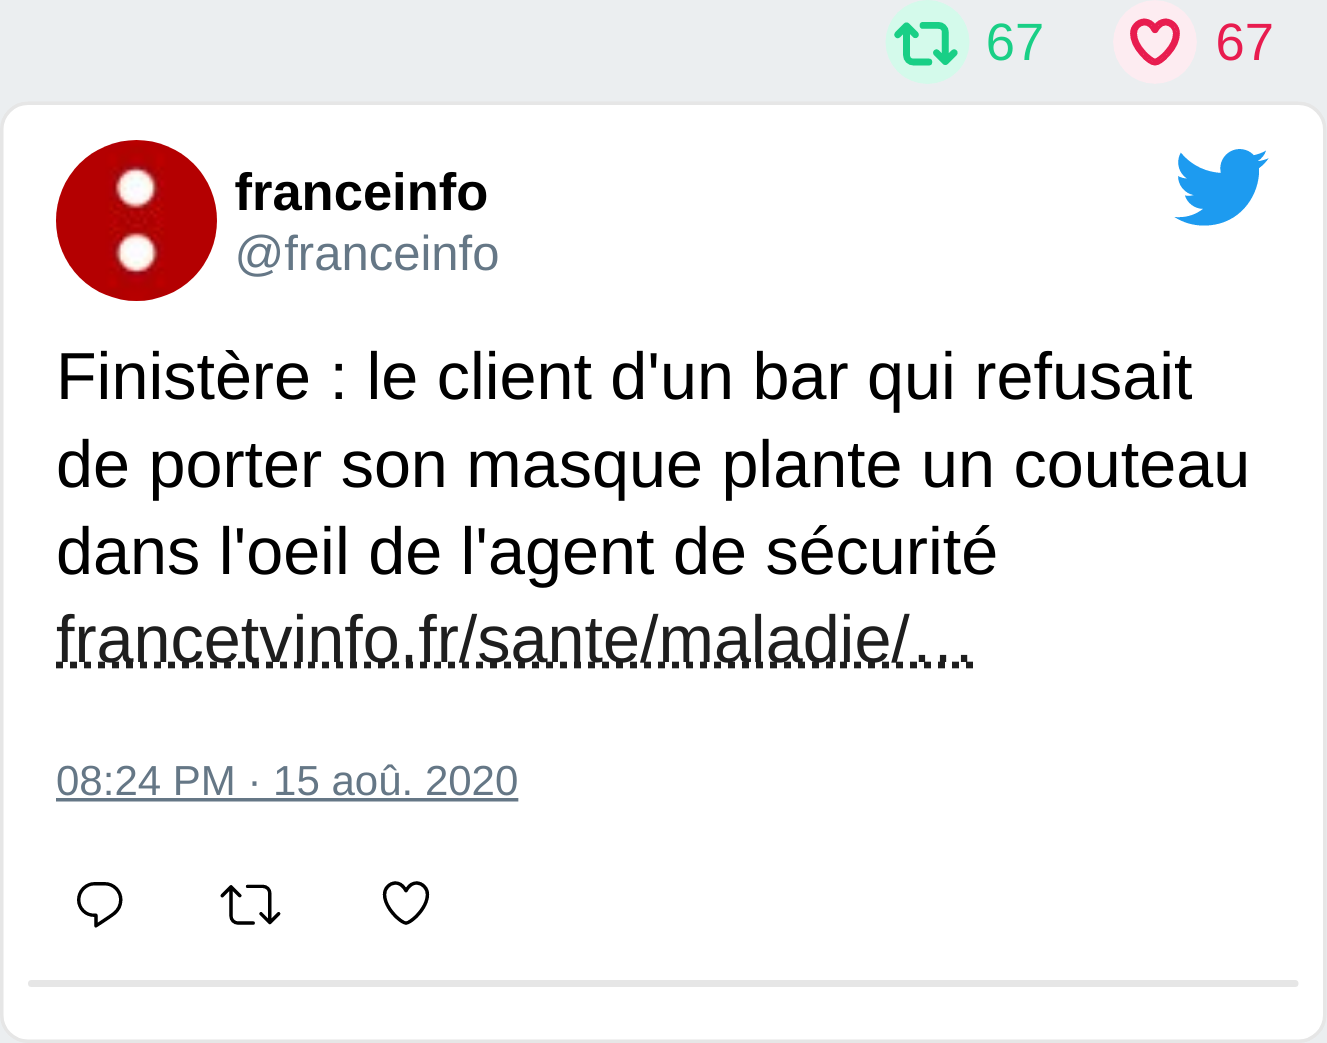 67 67
franceinfo
@franceinfo
Finistère : le client d'un bar qui refusait
de porter son masque plante un couteau
dans l'oeil de l'agent de sécurité
francetvinfo.fr/sante/maladie/...
08:24 PM · 15 aoû. 2020